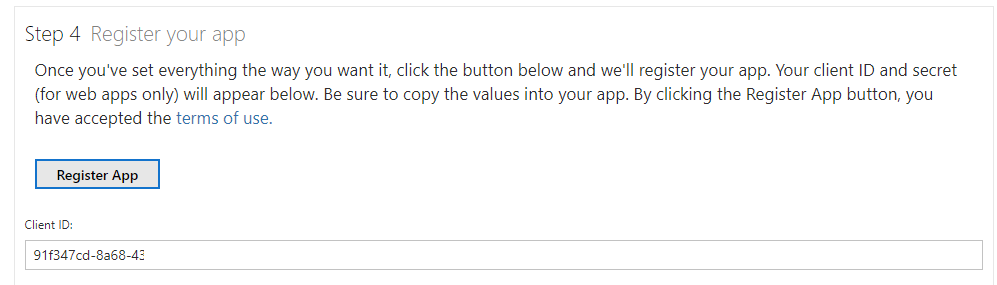 Step 4 Register your app
Once you've set everything the way you want it, click the button below and we'll register your app. Your client ID and secret
(for web apps only) will appear below. Be sure to copy the values into your app. By clicking the Register App button, you
have accepted the terms of use.
Register App
Client ID:
91f347cd-8a68-43